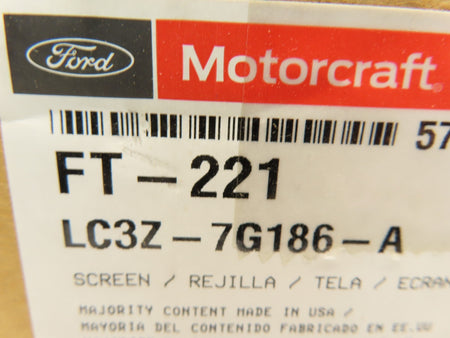 Ford Motorcraft
57
FT-221
LC3Z-7G186-A
SCREEN / REJILLA / TELA / ECRAN
MAJORITY CONTENT MADE IN USA /
MAYORIA DEL CONTENIDO FABRICADO EN EE.UU